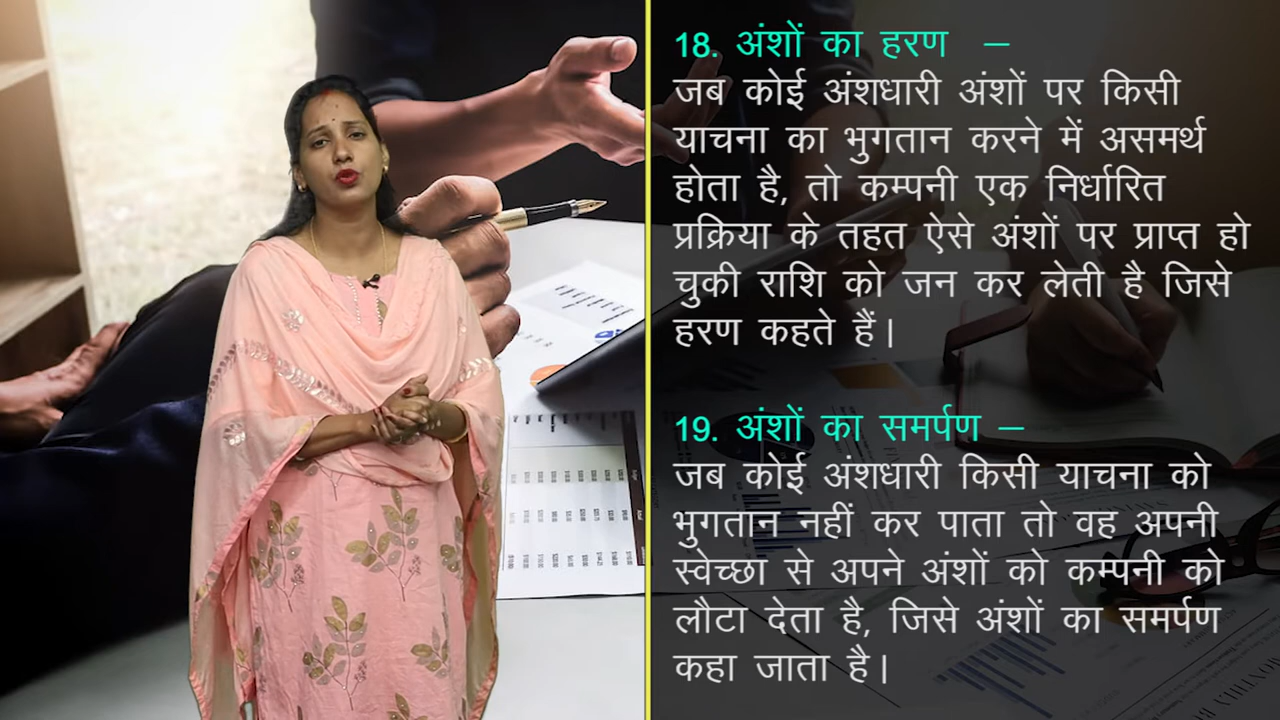 18. अंशों का हरण –
जब कोई अंशधारी अंशों पर किसी
याचना का भुगतान करने में असमर्थ
होता है, तो कम्पनी एक निर्धारित
प्रक्रिया के तहत ऐसे अंशों पर प्राप्त हो
चुकी राशि को जन कर लेती है जिसे
हरण कहते हैं|
19. अंशों का समर्पण –
जब कोई अंशधारी किसी याचना को
भुगतान नहीं कर पाता तो वह अपनी
स्वेच्छा से अपने अंशों को कम्पनी को
लौटा देता है, जिसे अंशों का समर्पण
कहा जाता है|